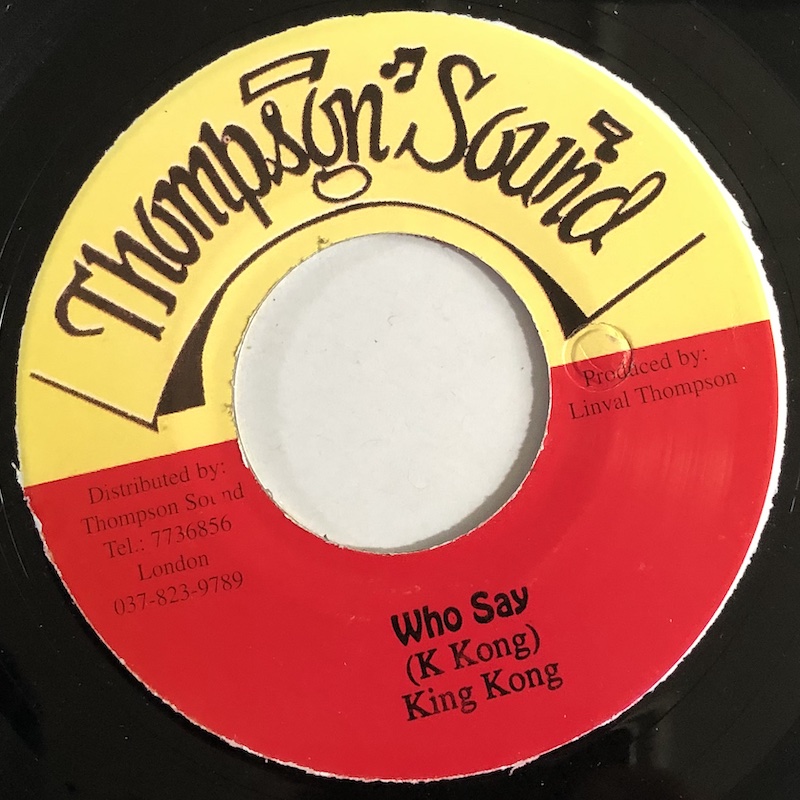 Thompson Sound
Produced by:
Linval Thompson
Distributed by:
Thompson Sound
Tel.: 7736856
London
037-823-9789
Who Say
(K Kong)
King Kong